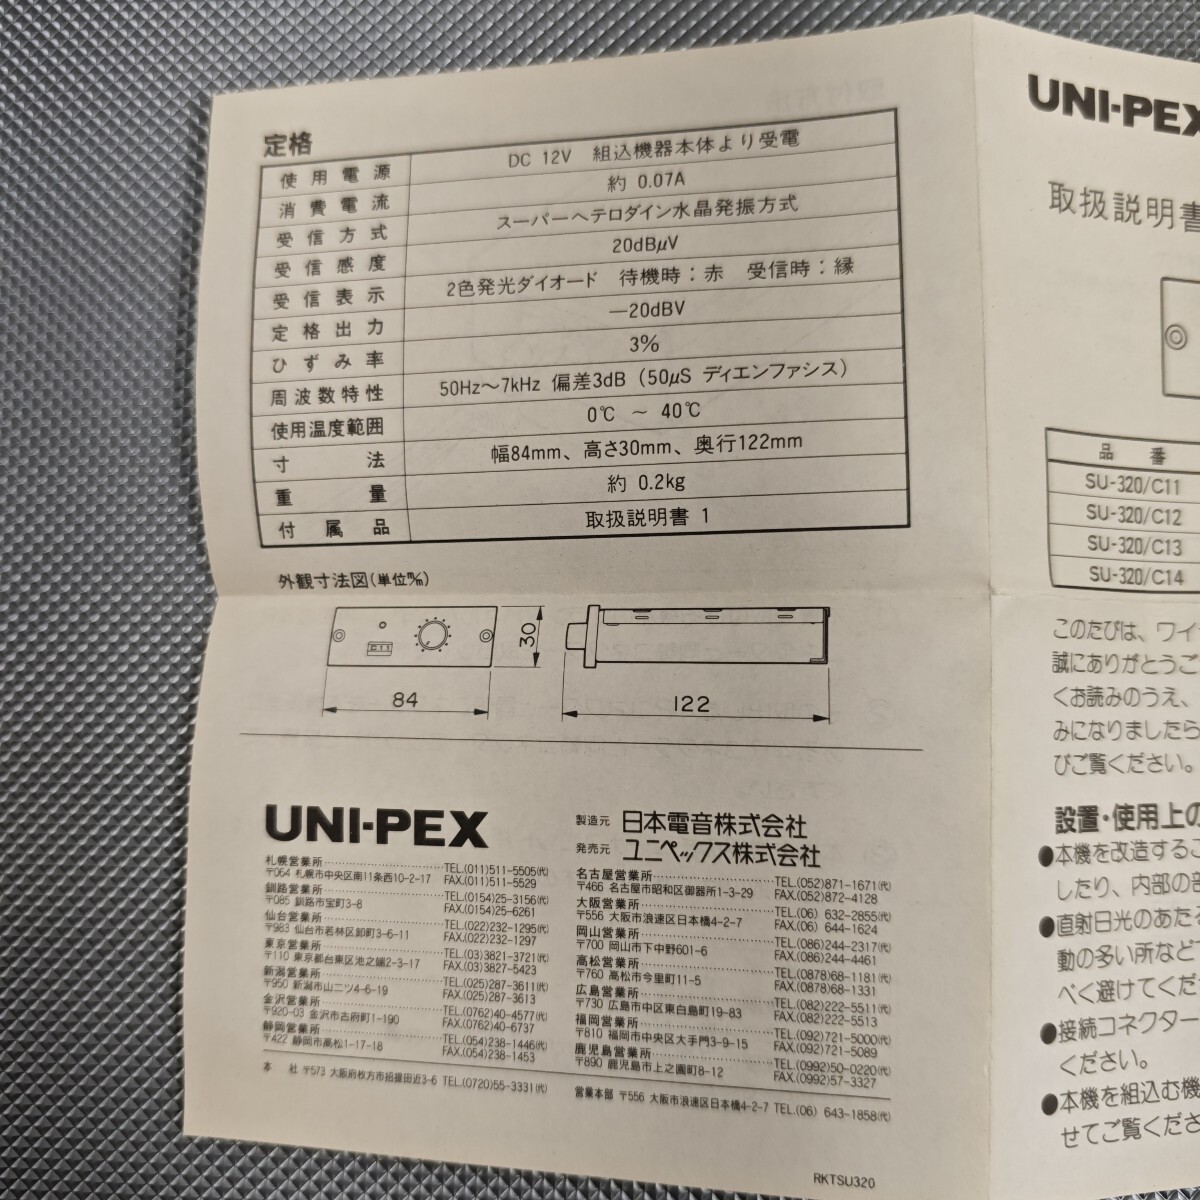 定格
使用電源 DC 12V 組込機器本体より受電
消費電流 約 0.07A
受信方式 スーパーヘテロダイン水晶発振方式
受信感度 20dBμV
受信表示 2色発光ダイオード 待機時：赤 受信時：縁
定格出力 −20dBV
ひずみ率 3%
周波数特性 50Hz〜7kHz 偏差3dB (50μS ディエンファシス)
使用温度範囲 0℃ 〜 40℃
寸法 幅84mm、高さ30mm、奥行122mm
重量 約 0.2kg
付属品 取扱説明書 1
外観寸法図(単位㎜)
30
84
122
UNI-PEX
製造元 日本電音株式会社
発売元 ユニペックス株式会社
札幌営業所 TEL.(011)511-5505(代)
〒064 札幌市中央区南11条西10-2-17 FAX.(011)511-5529
釧路営業所 TEL.(0154)25-3156(代)
〒085 釧路市宝町3-8 FAX.(0154)25-6261
仙台営業所 TEL.(022)232-1295(代)
〒983 仙台市若林区卸町3-6-11 FAX.(022)232-1297
東京営業所 TEL.(03)3821-3721(代)
〒110 東京都台東区池之端2-3-17 FAX.(03)3827-5423
新潟営業所 TEL.(025)287-3611(代)
〒950 新潟市山二ツ4-6-19 FAX.(025)287-3613
金沢営業所 TEL.(0762)40-4577(代)
〒920-03 金沢市古府町1-190 FAX.(0762)40-6737
静岡営業所 TEL.(054)238-1446(代)
〒422 静岡市高松1-17-18 FAX.(054)238-1453
名古屋営業所 TEL.(052)871-1671(代)
〒466 名古屋市昭和区御器所1-3-29 FAX.(052)872-4128
大阪営業所 TEL.(06) 632-2855(代)
〒556 大阪市浪速区日本橋4-2-7 FAX.(06) 644-1624
岡山営業所 TEL.(086)244-2317(代)
〒700 岡山市下中野601-6 FAX.(086)244-4461
高松営業所 TEL.(0878)68-1181(代)
〒760 高松市今里町11-5 FAX.(0878)68-1331
広島営業所 TEL.(082)222-5511(代)
〒730 広島市中区東白島町19-83 FAX.(082)222-5513
福岡営業所 TEL.(092)721-5000(代)
〒810 福岡市中央区大手門3-9-15 FAX.(092)721-5089
鹿児島営業所 TEL.(0992)50-0220(代)
〒890 鹿児島市上之園町8-12 FAX.(0992)57-3327
本社 〒573 大阪府枚方市招提田近3-6 TEL.(0720)55-3331(代)
営業本部 〒556 大阪市浪速区日本橋4-2-7 TEL.(06) 643-1858(代)
RKTSU320
UNI-PEX
取扱説明書
品番
SU-320/C11
SU-320/C12
SU-320/C13
SU-320/C14
このたびは、ワイ
誠にありがとうご
くお読みのうえ、
みになりましたら
びご覧ください。
設置・使用上の
●本機を改造するこ
したり、内部の部
●直射日光のあたる
動の多い所など
べく避けてくだ
●接続コネクター
ください。
●本機を組込む機
せてご覧くださ